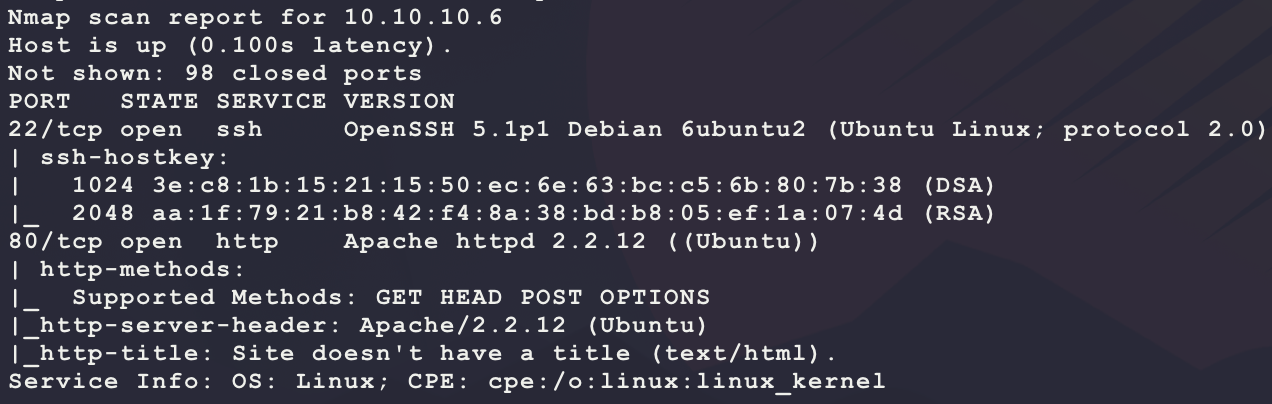 Nmap scan report for 10.10.10.6
Host is up (0.100s latency).
Not shown: 98 closed ports
PORT   STATE SERVICE VERSION
22/tcp open  ssh     OpenSSH 5.1p1 Debian 6ubuntu2 (Ubuntu Linux; protocol 2.0)
| ssh-hostkey:
|   1024 3e:c8:1b:15:21:15:50:ec:6e:63:bc:c5:6b:80:7b:38 (DSA)
|_  2048 aa:1f:79:21:b8:42:f4:8a:38:bd:b8:05:ef:1a:07:4d (RSA)
80/tcp open  http    Apache httpd 2.2.12 ((Ubuntu))
| http-methods:
|_  Supported Methods: GET HEAD POST OPTIONS
|_http-server-header: Apache/2.2.12 (Ubuntu)
|_http-title: Site doesn't have a title (text/html).
Service Info: OS: Linux; CPE: cpe:/o:linux:linux_kernel